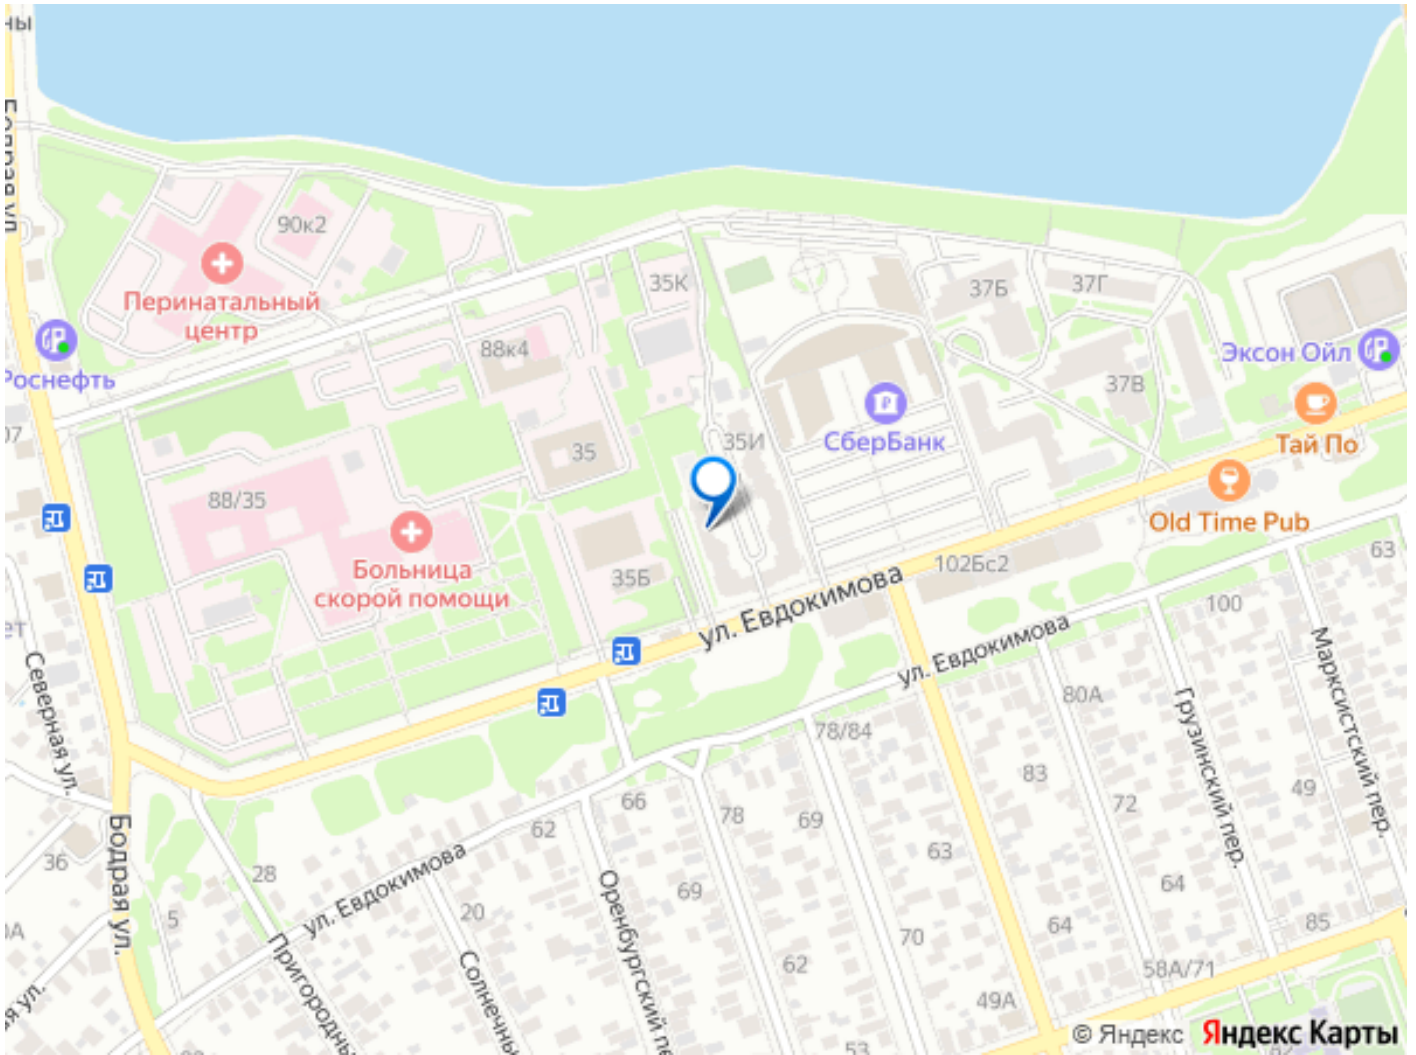 90к2
Перинатальный
центр
Роснефть
35К
88к4
35
35И
88/35
Больница
скорой помощи
35Б
37Б
37Г
37В
Эксон Ойл
Тай По
СберБанк
Old Time Pub
63
102Бс2
100
ул. Евдокимова
ул. Евдокимова
Северная ул.
Марксистский пер.
80А
Грузинский пер.
78/84
83
72
49
66
78
69
62
63
36
Бодрая ул.
28
ул. Евдокимова
69
64
5
20
Оренбургский пе
70
64
85
Пригородны
Солнечны
62
58А/71
49А
53
© Яндекс Яндекс Карты